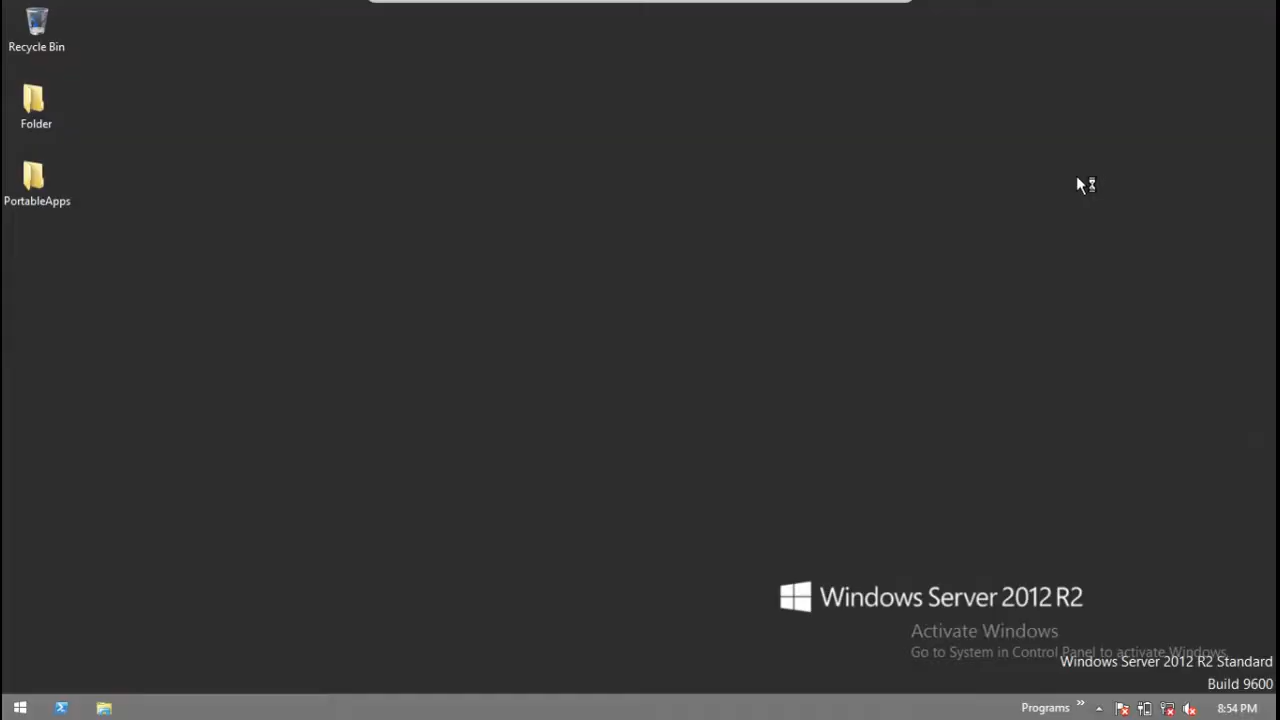 Recycle Bin
Folder
PortableApps
Windows Server 2012 R2
Activate Windows
Go to System in Control Panel to activate Windows.
Windows Server 2012 R2 Standard
Build 9600
Programs
8:54 PM